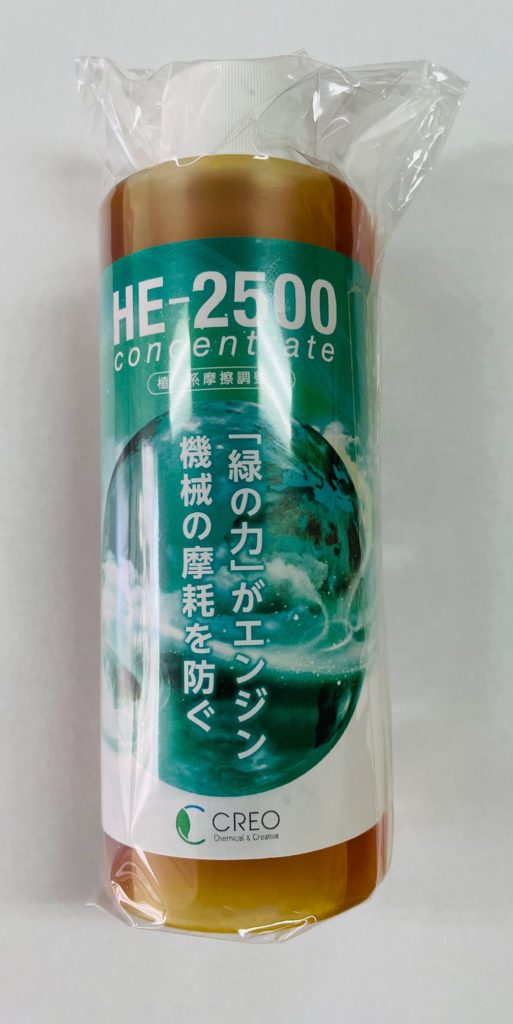 HE-2500
concentrate
系摩擦調整
「緑の力」がエンジン
機械の摩耗を防ぐ
CREO
Chemical & Creative